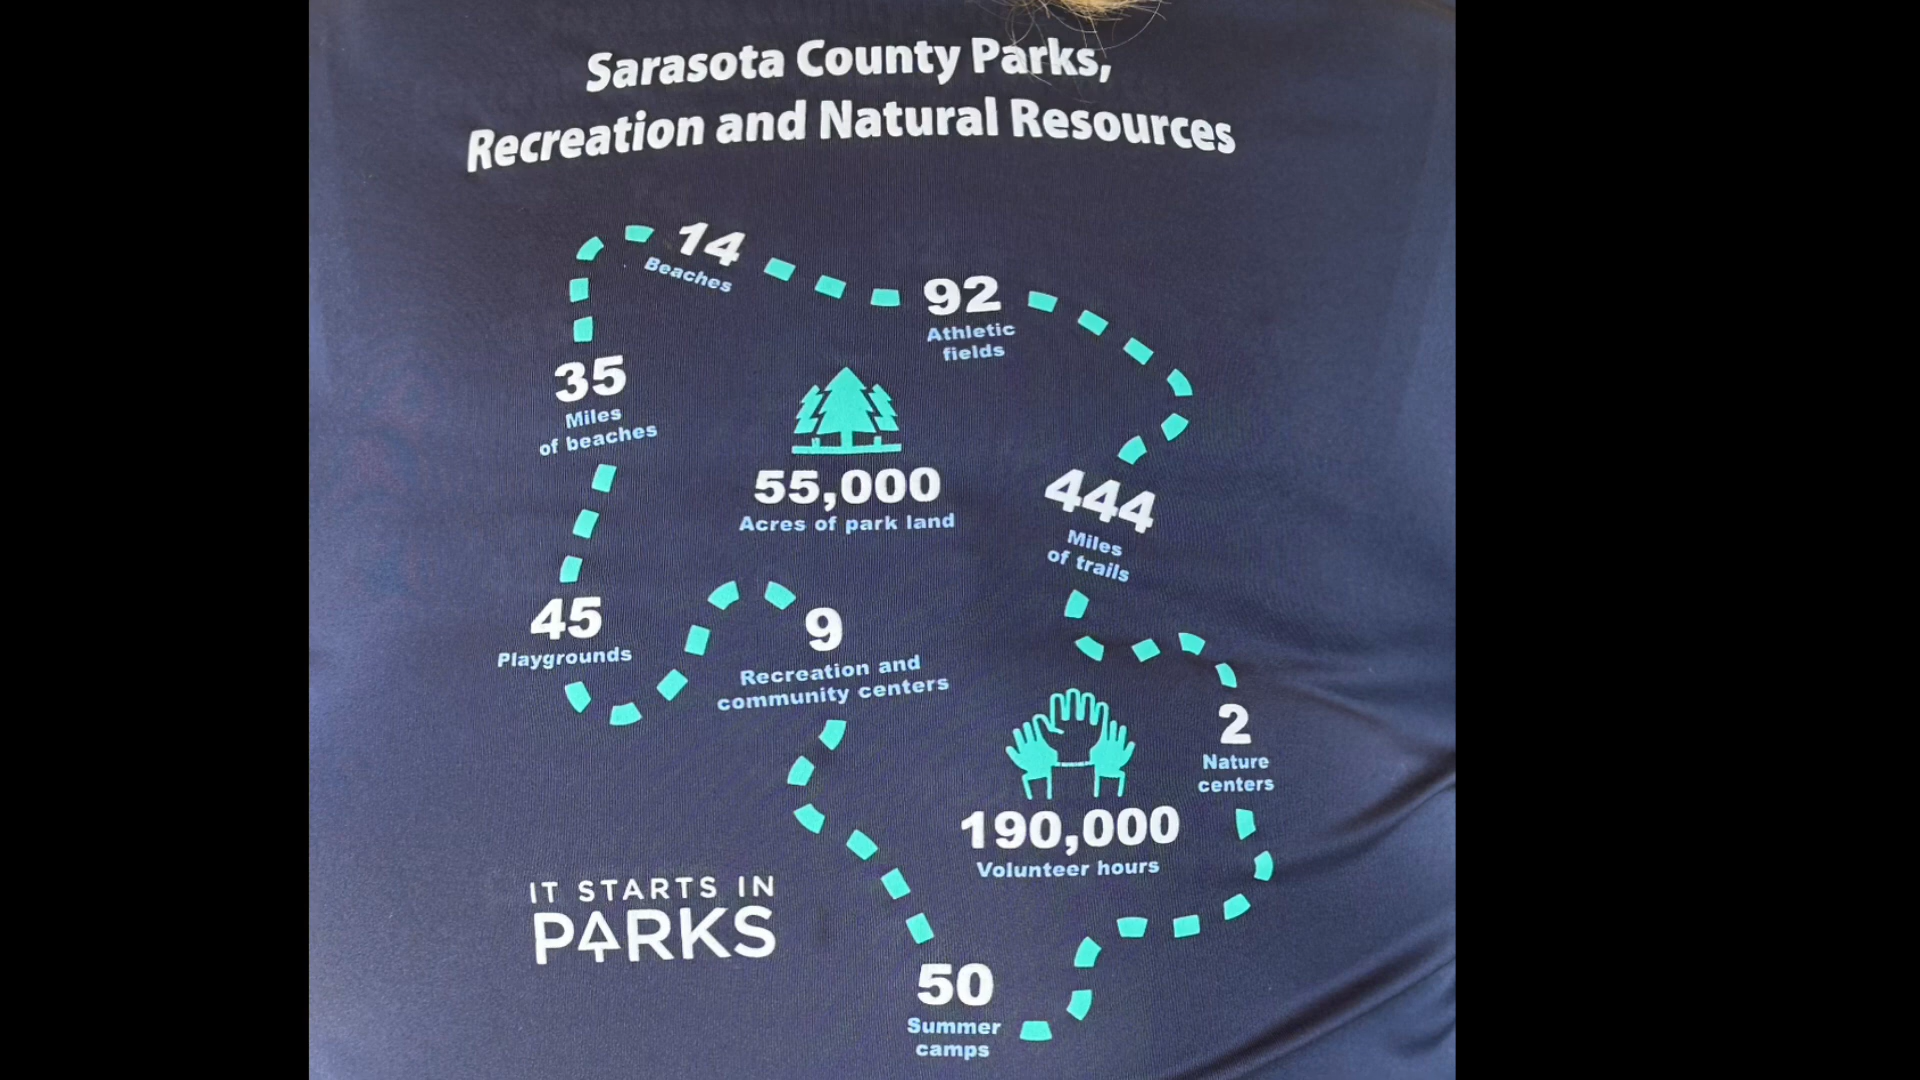 Sarasota County Parks,
Recreation and Natural Resources
14
Beaches
92
Athletic
fields
35
Miles
of beaches
55,000
Acres of park land
444
Miles
of trails
45
Playgrounds
9
Recreation and
community centers
2
Nature
centers
190,000
Volunteer hours
IT STARTS IN
PARKS
50
Summer
camps